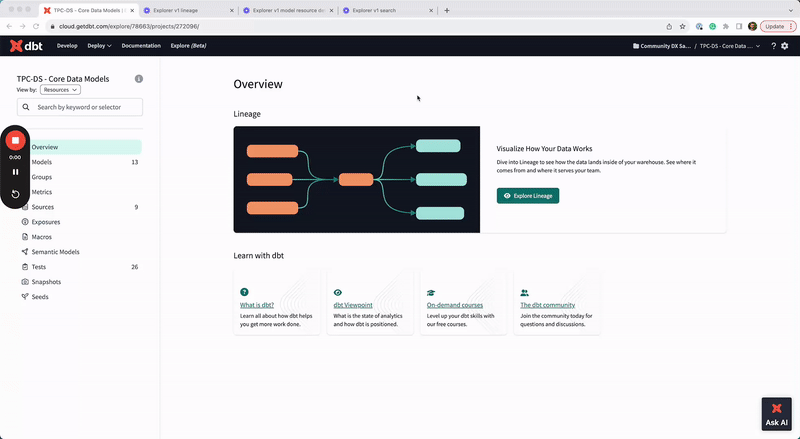 TPC-DS - Core Data Models |
Explorer v1 lineage
Explorer v1 model resource de
Explorer v1 search
cloud.getdbt.com/explore/78663/projects/272096/
Update
dbt
Develop
Deploy
Documentation
Explore (Beta)
Community DX Sa...
/ TPC-DS - Core Data ...
TPC-DS - Core Data Models
View by: Resources
Search by keyword or selector
0:00
Overview
Models 13
Groups
Metrics
Sources 9
Exposures
Macros
Semantic Models
Tests 26
Snapshots
Seeds
Overview
Lineage
Visualize How Your Data Works
Dive into Lineage to see how the data lands inside of your warehouse. See where it
comes from and where it serves your team.
Explore Lineage
Learn with dbt
What is dbt?
Learn all about how dbt helps
you get more work done.
dbt Viewpoint
What is the state of analytics
and how dbt is positioned.
On-demand courses
Level up your dbt skills with
our free courses.
The dbt community
Join the community today for
questions and discussions.
Ask AI